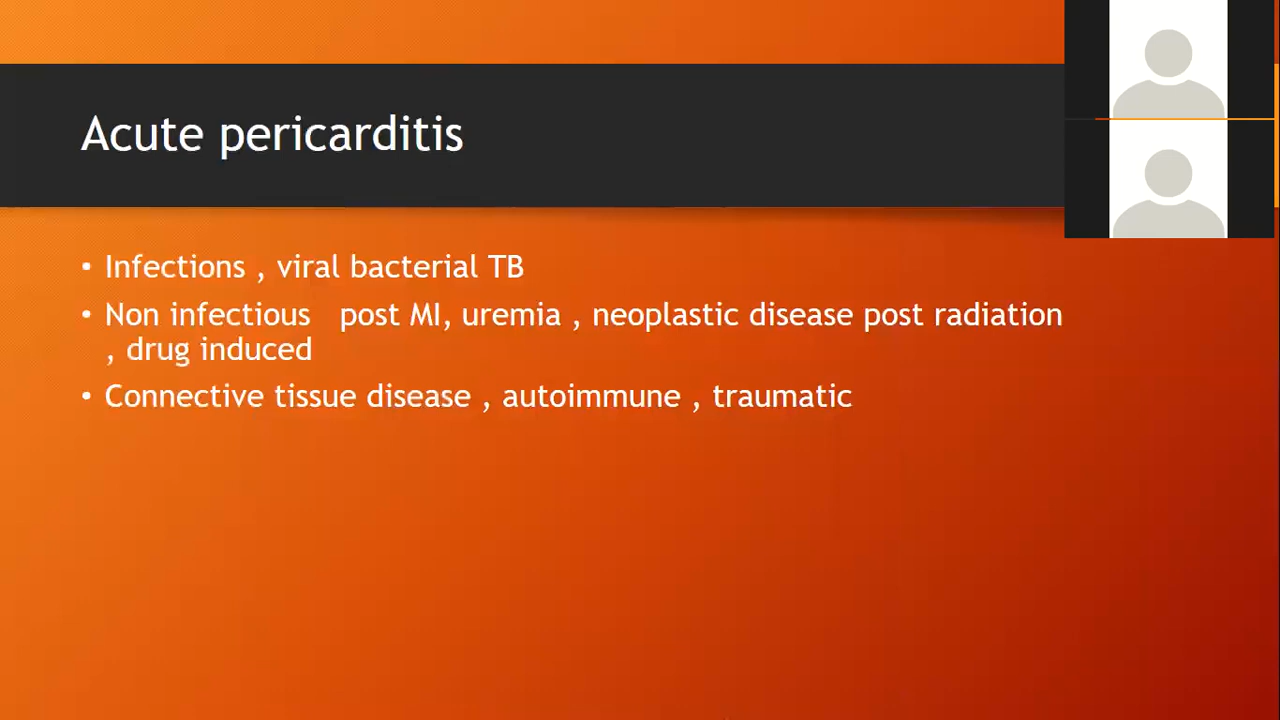 Acute pericarditis
• Infections , viral bacterial TB
• Non infectious   post MI, uremia , neoplastic disease post radiation
, drug induced
• Connective tissue disease , autoimmune , traumatic